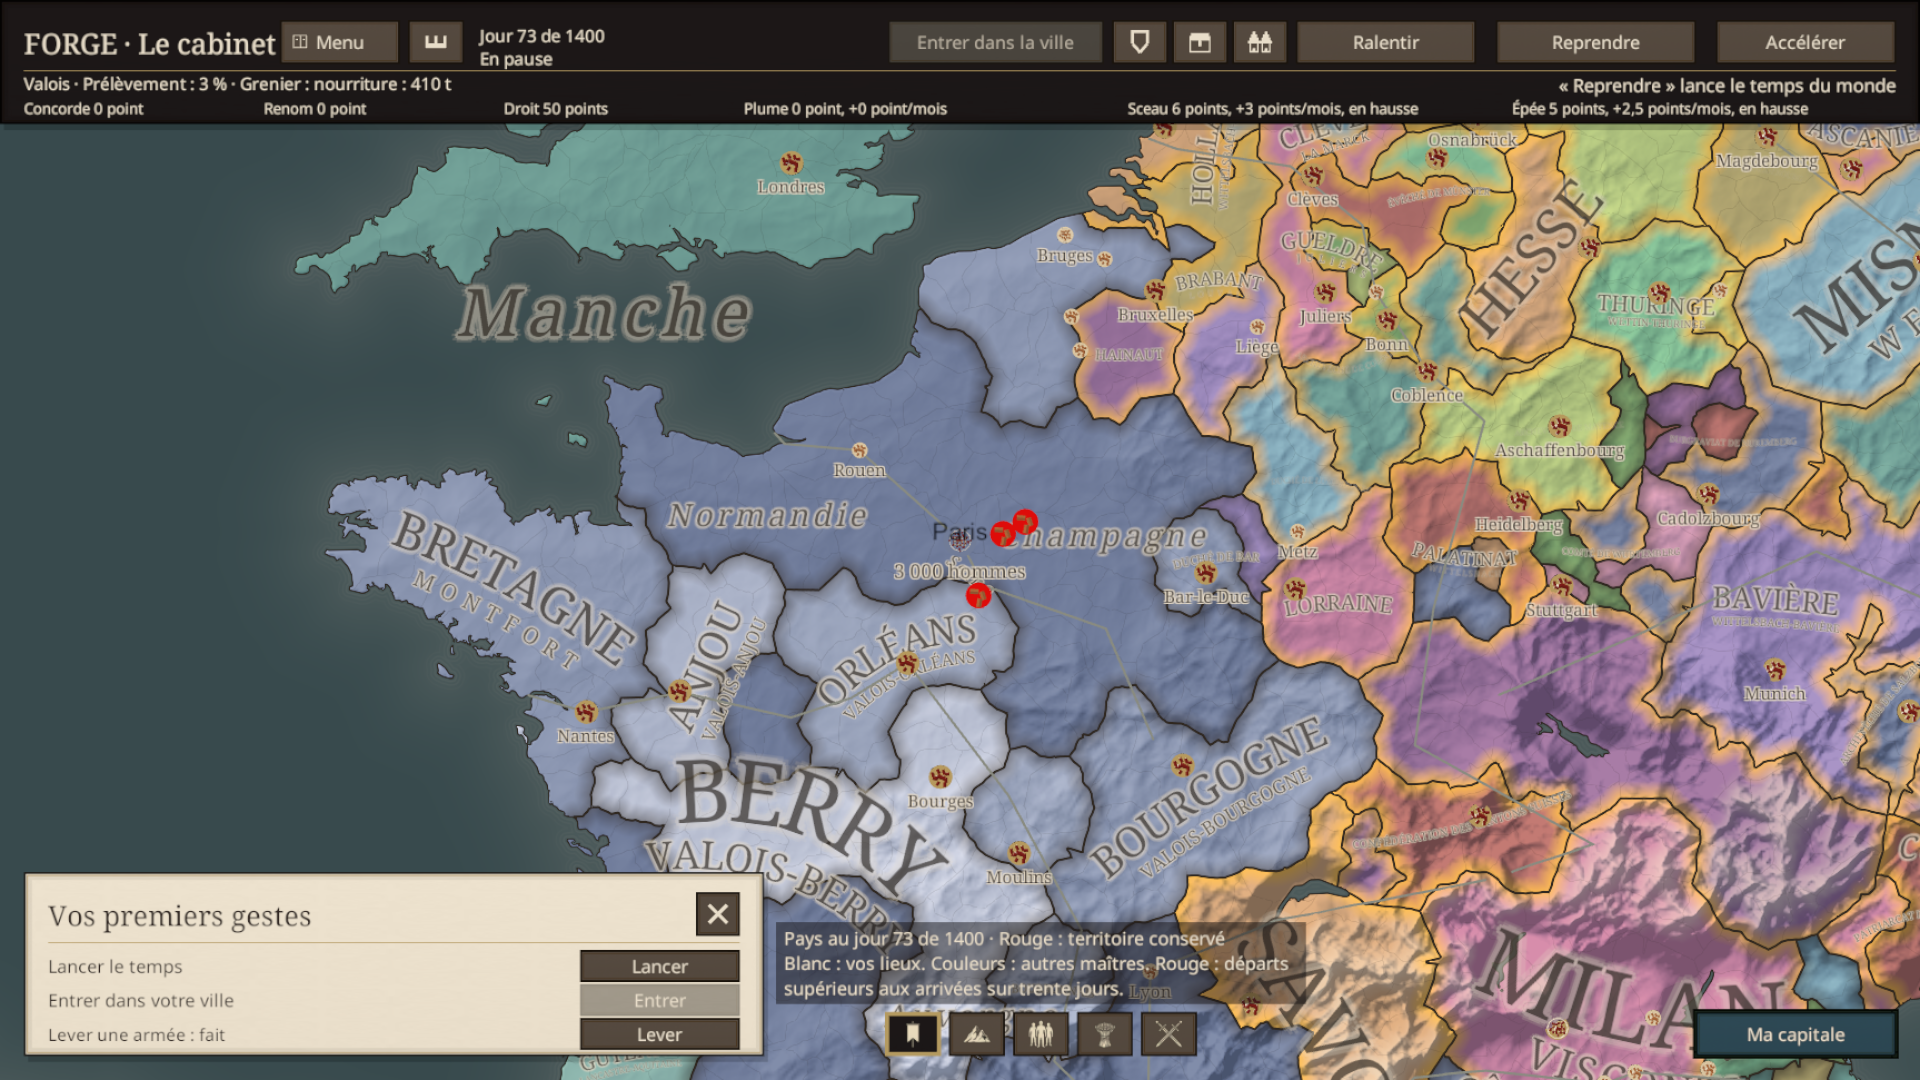 FORGE · Le cabinet
Menu
Jour 73 de 1400
En pause
Entrer dans la ville
Ralentir
Reprendre
Accélérer
Valois · Prélèvement : 3 % · Grenier : nourriture : 410 t
« Reprendre » lance le temps du monde
Concorde 0 point
Renom 0 point
Droit 50 points
Plume 0 point, +0 point/mois
Sceau 6 points, +3 points/mois, en hausse
Épée 5 points, +2,5 points/mois, en hausse
Londres
Manche
Osnabrück
Magdebourg
LA MARCK
Clèves
Bruges
GUELDRE
HESSE
BRABANT
Bruxelles
Juliers
THURINGE
Liège
Bonn
HAINAUT
Coblence
Aschaffenbourg
Rouen
Normandie
Paris
Champagne
3 000 hommes
Metz
Heidelberg
Cadolzbourg
PALATINAT
Bar-le-Duc
LORRAINE
Stuttgart
BAVIÈRE
WITTELSBACH-BAVIÈRE
BRETAGNE
MONTFORT
ANJOU
VALOIS-ANJOU
ORLÉANS
VALOIS-ORLÉANS
Munich
Nantes
BERRY
VALOIS-BERRY
Bourges
BOURGOGNE
VALOIS-BOURGOGNE
Moulins
MILAN
Vos premiers gestes
Lancer le temps
Lancer
Entrer dans votre ville
Entrer
Lever une armée : fait
Lever
Pays au jour 73 de 1400 · Rouge : territoire conservé
Blanc : vos lieux. Couleurs : autres maîtres. Rouge : départs
supérieurs aux arrivées sur trente jours.
Lyon
Ma capitale